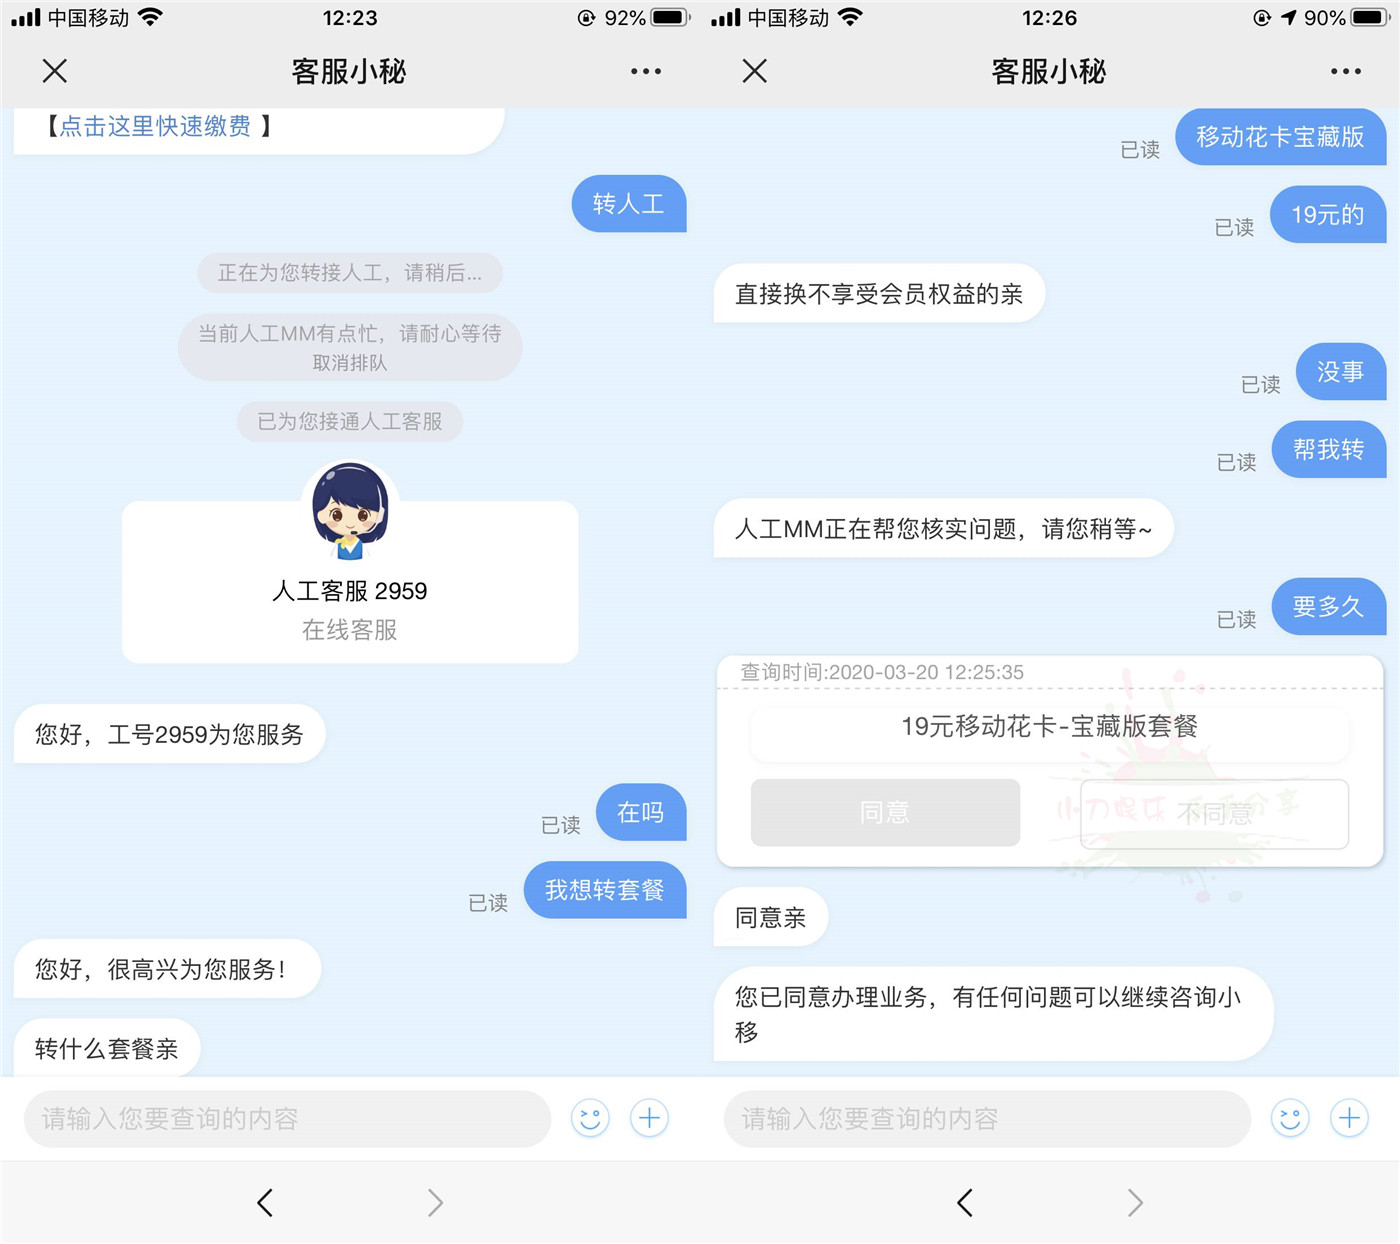 中国移动
12:23
92%
客服小秘
【点击这里快速缴费 】
转人工
正在为您转接人工，请稍后...
当前人工MM有点忙，请耐心等待
取消排队
已为您接通人工客服
人工客服 2959
在线客服
您好，工号2959为您服务
已读
在吗
已读
我想转套餐
您好，很高兴为您服务！
转什么套餐亲
请输入您要查询的内容
中国移动
12:26
90%
客服小秘
已读
移动花卡宝藏版
已读
19元的
直接换不享受会员权益的亲
已读
没事
已读
帮我转
人工MM正在帮您核实问题，请您稍等~
已读
要多久
查询时间:2020-03-20 12:25:35
19元移动花卡-宝藏版套餐
同意
不同意
小刀娱乐
分享
同意亲
您已同意办理业务，有任何问题可以继续咨询小
移
请输入您要查询的内容